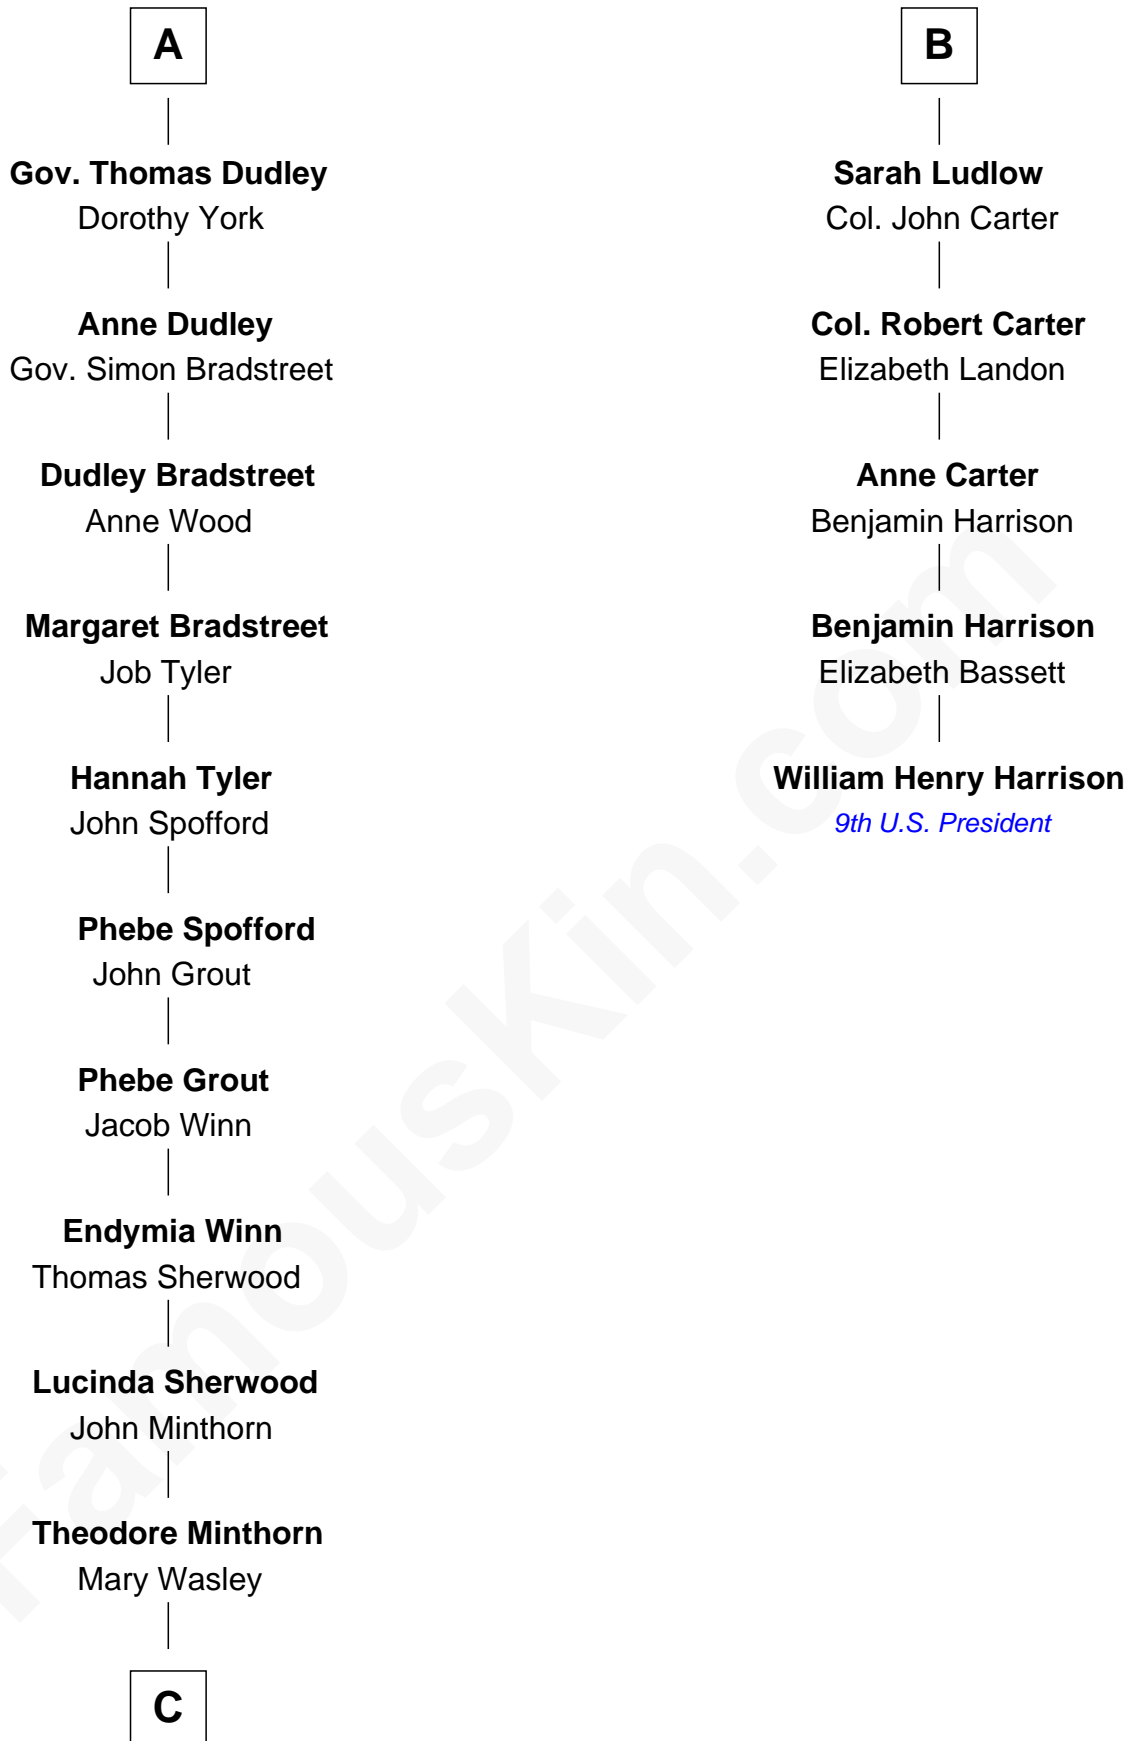 A
Gov. Thomas Dudley
Dorothy York
Anne Dudley
Gov. Simon Bradstreet
Dudley Bradstreet
Anne Wood
Margaret Bradstreet
Job Tyler
Hannah Tyler
John Spofford
Phebe Spofford
John Grout
Phebe Grout
Jacob Winn
Endymia Winn
Thomas Sherwood
Lucinda Sherwood
John Minthorn
Theodore Minthorn
Mary Wasley
C
B
Sarah Ludlow
Col. John Carter
Col. Robert Carter
Elizabeth Landon
Anne Carter
Benjamin Harrison
Benjamin Harrison
Elizabeth Bassett
William Henry Harrison
9th U.S. President
FamousKin.com